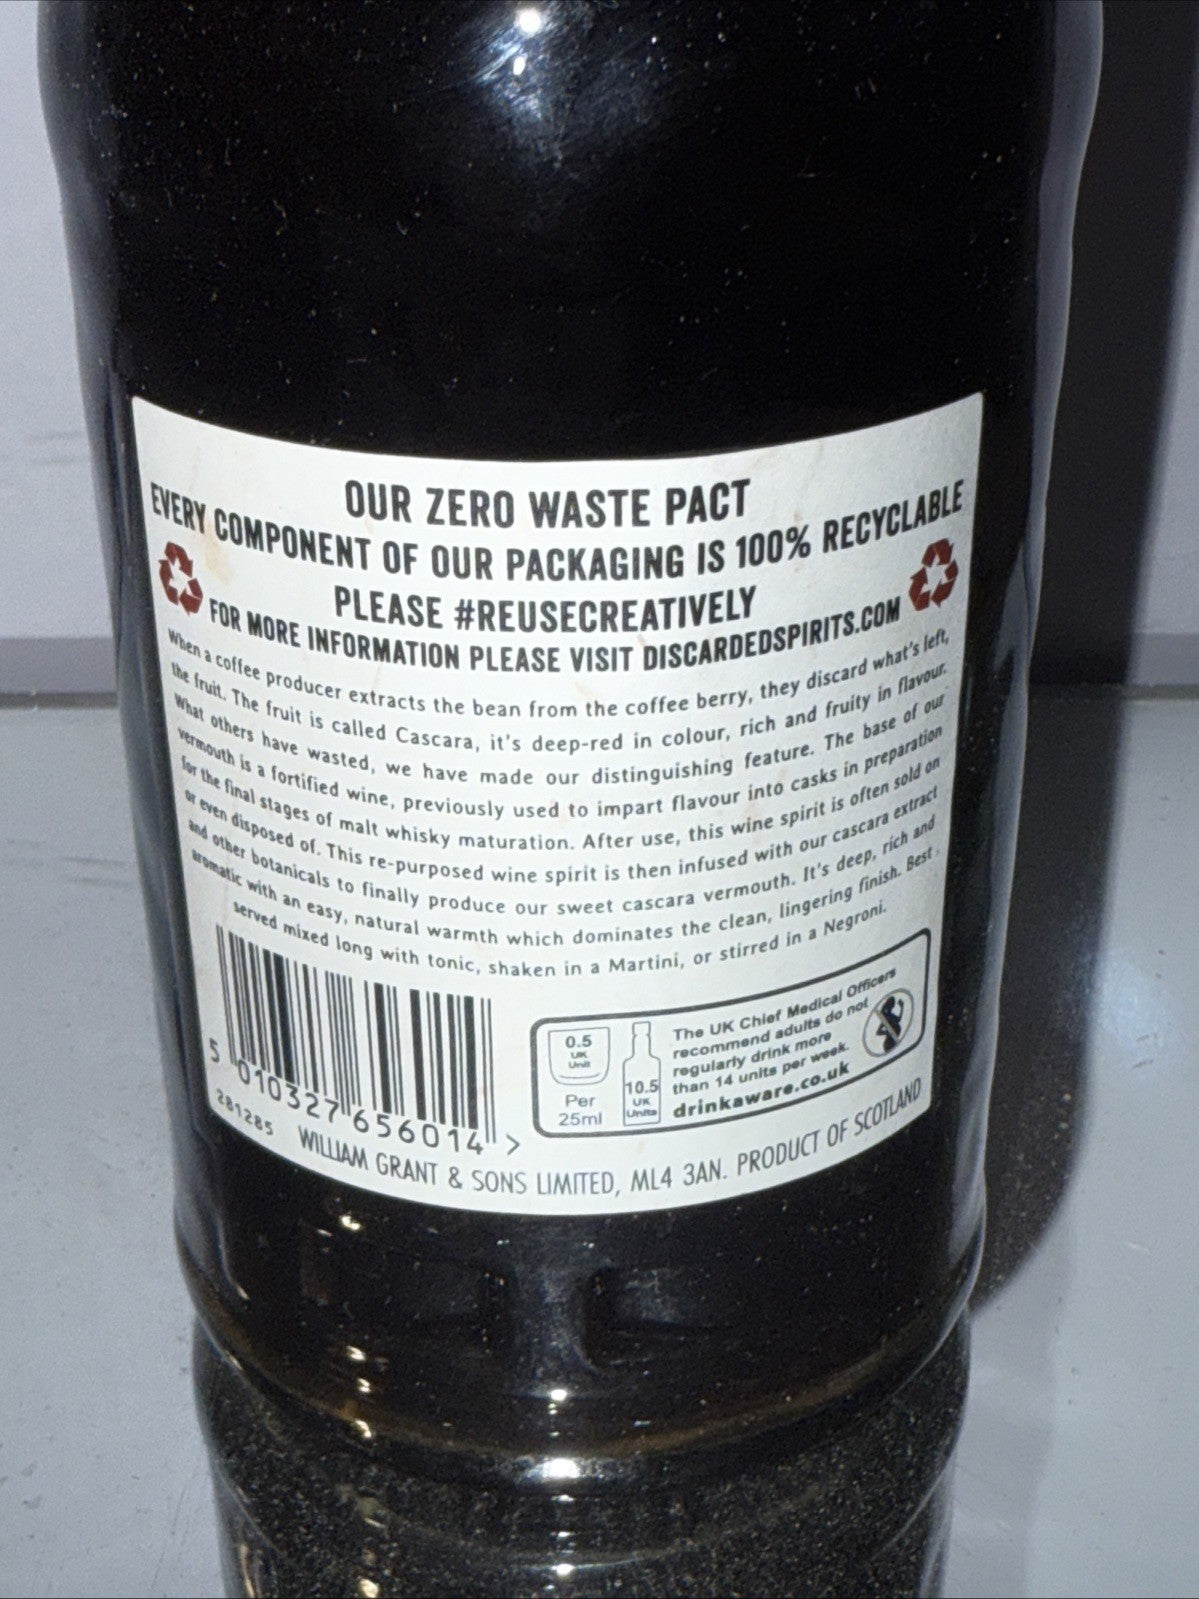 OUR ZERO WASTE PACT
EVERY COMPONENT OF OUR PACKAGING IS 100% RECYCLABLE
PLEASE #REUSECREATIVELY
FOR MORE INFORMATION PLEASE VISIT DISCARDEDSPIRITS.COM
When a coffee producer extracts the bean from the coffee berry, they discard what's left,
the fruit. The fruit is called Cascara, it's deep-red in colour, rich and fruity in flavour.
What others have wasted, we have made our distinguishing feature. The base of our
vermouth is a fortified wine, previously used to impart flavour into casks in preparation
for the final stages of malt whisky maturation. After use, this wine spirit is often sold on
or even disposed of. This re-purposed wine spirit is then infused with our cascara extract
and other botanicals to finally produce our sweet cascara vermouth. It's deep, rich and
aromatic with an easy, natural warmth which dominates the clean, lingering finish. Best
served mixed long with tonic, shaken in a Martini, or stirred in a Negroni.
5 010327 656014 >
281285
0.5
UK
Unit
Per
25ml
10.5
UK
Units
The UK Chief Medical Officers
recommend adults do not
regularly drink more
than 14 units per week.
drinkaware.co.uk
WILLIAM GRANT & SONS LIMITED, ML4 3AN. PRODUCT OF SCOTLAND